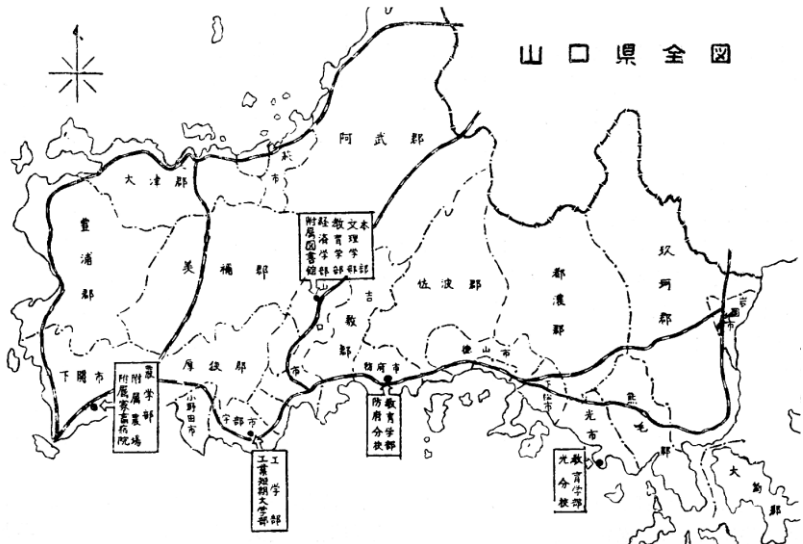 山口県全図
阿武郡
萩市
大津郡
豊浦郡
美祢郡
本部
文理学部
教育学部
経済学部
附属図書館
山口市
吉敷郡
佐波郡
都濃郡
玖珂郡
岩国市
下関市
農学部
附属農場
附属家畜病院
厚狭郡
小野田市
宇部市
工学部
工業短期大学部
防府市
教育学部
防府分校
徳山市
下松市
光市
熊毛郡
教育学部
光分校
大島郡